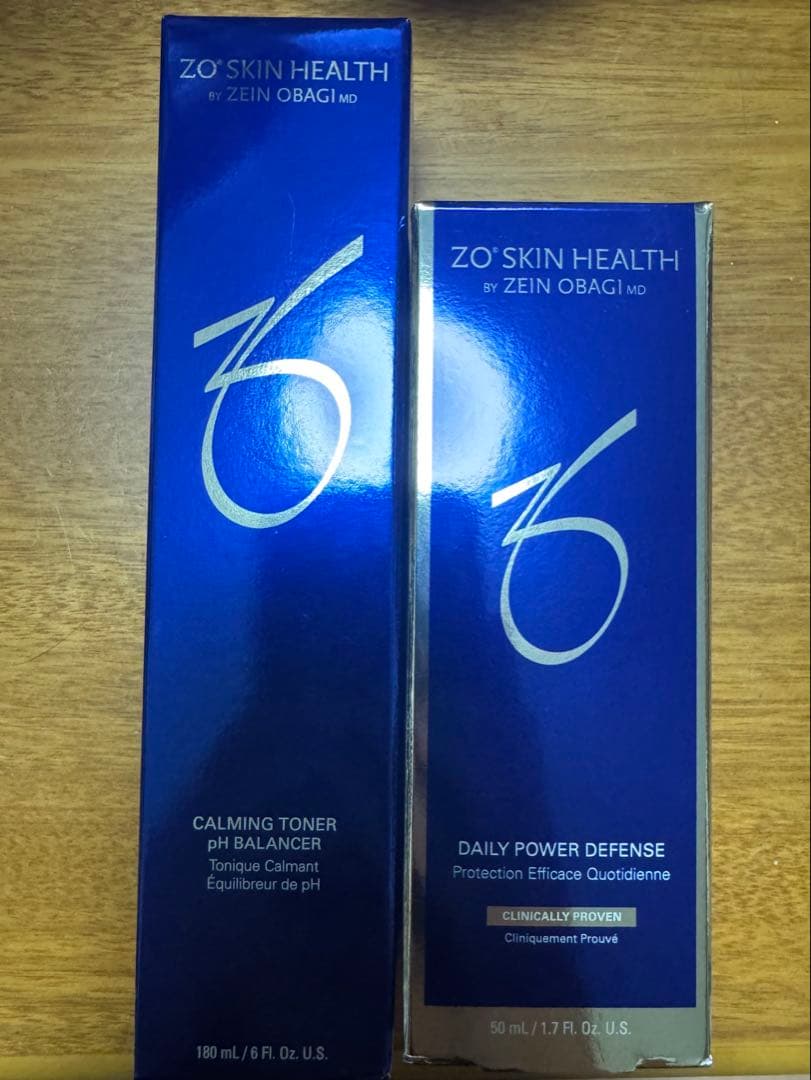 ZO® SKIN HEALTH
BY ZEIN OBAGI MD
CALMING TONER
pH BALANCER
Tonique Calmant
Équilibreur de pH
180 mL / 6 Fl. Oz. U.S.
ZO® SKIN HEALTH
BY ZEIN OBAGI MD
DAILY POWER DEFENSE
Protection Efficace Quotidienne
CLINICALLY PROVEN
Cliniquement Prouvé
50 mL / 1.7 Fl. Oz. U.S.